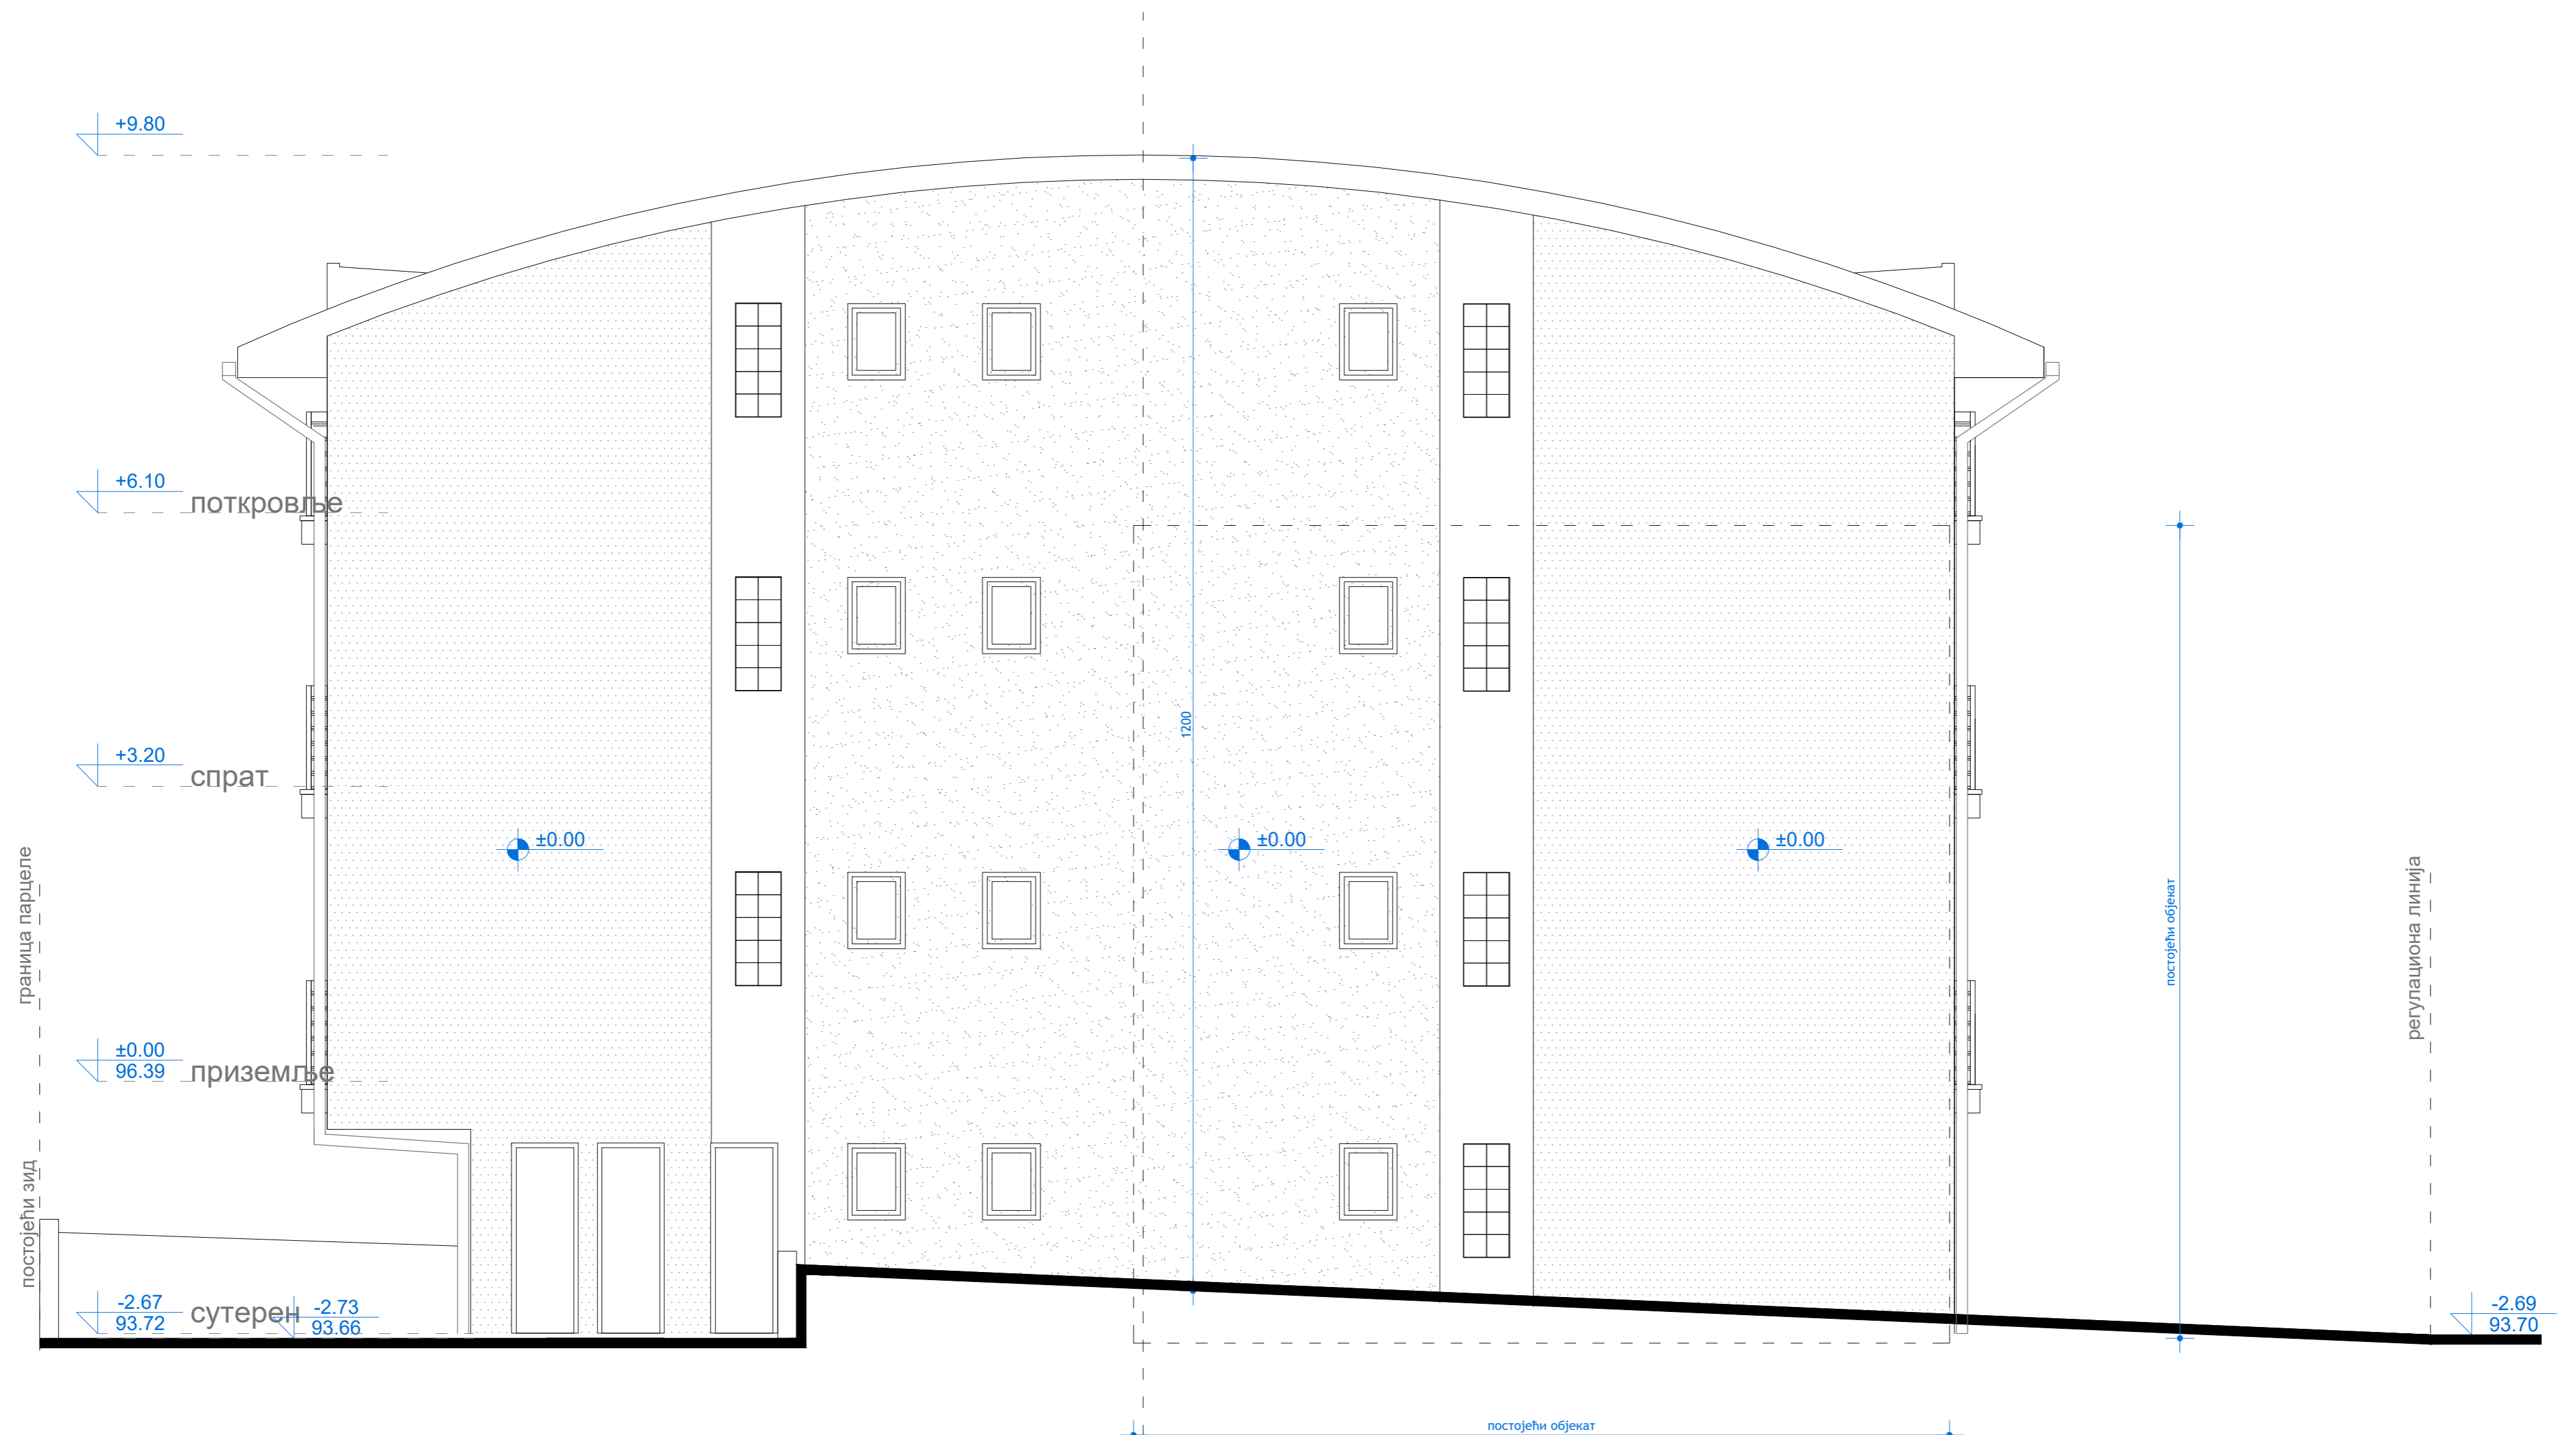 +9.80
+6.10
поткровље
1200
+3.20
спрат
±0.00
±0.00
±0.00
граница парцеле
постојећи објекат
регулациона линија
±0.00
96.39
приземље
постојећи зид
-2.67
93.72
сутерен
-2.73
93.66
-2.69
93.70
постојећи објекат